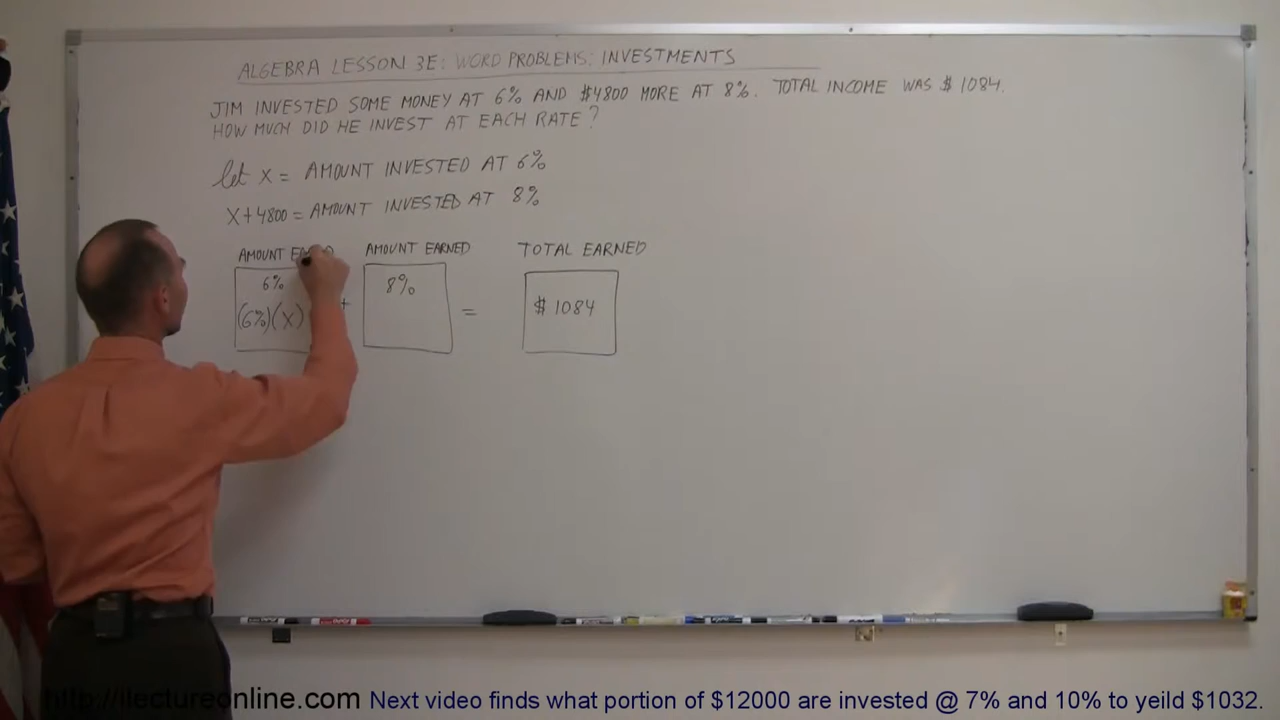 ALGEBRA LESSON 3E: WORD PROBLEMS: INVESTMENTS
JIM INVESTED SOME MONEY AT 6% AND $4800 MORE AT 8%. TOTAL INCOME WAS $ 1084.
HOW MUCH DID HE INVEST AT EACH RATE?
let X = AMOUNT INVESTED AT 6%
X+4800 = AMOUNT INVESTED AT 8%
AMOUNT AMOUNT EARNED TOTAL EARNED
6% 8%
(6%)(X) + = $ 1084
http://ilectureonline.com Next video finds what portion of $12000 are invested @ 7% and 10% to yeild $1032.